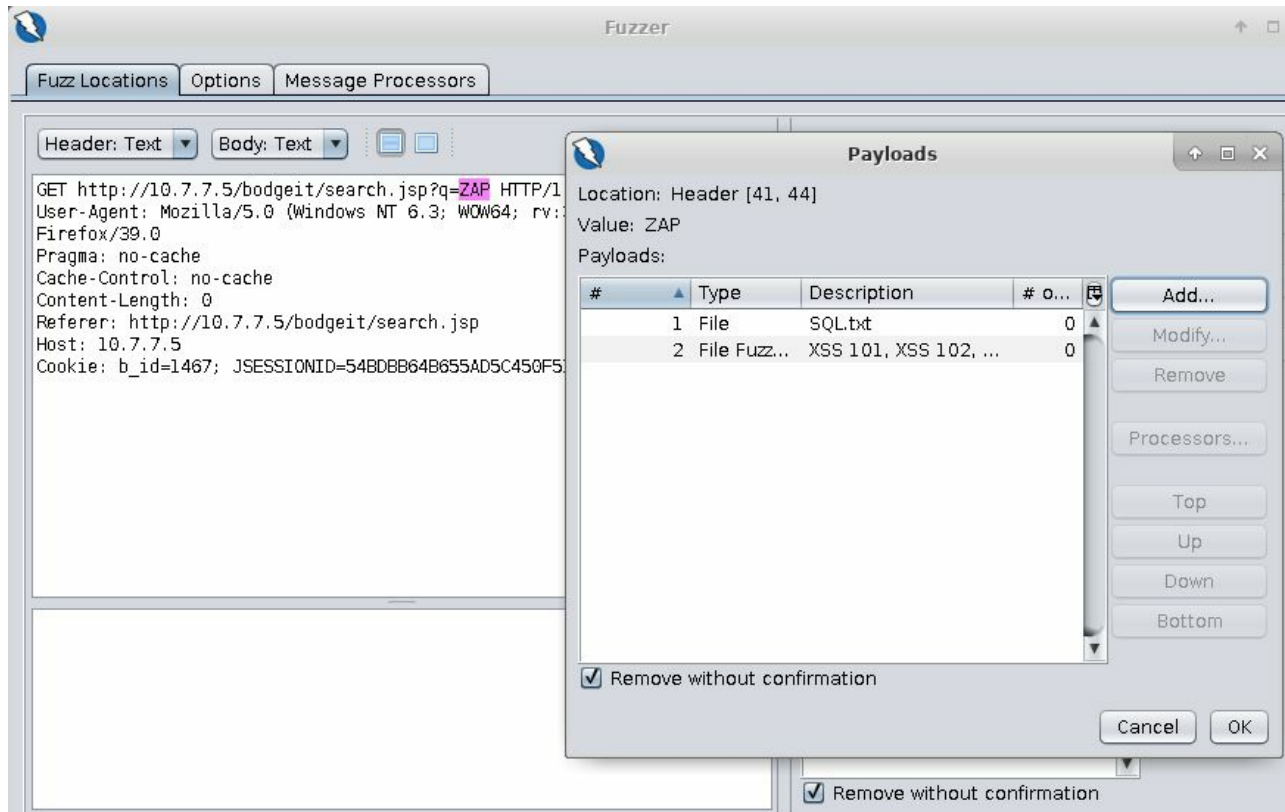 Fuzzer
Fuzz Locations Options Message Processors
Header: Text Body: Text
GET http://10.7.7.5/bodgeit/search.jsp?q=ZAP HTTP/1
User-Agent: Mozilla/5.0 (Windows NT 6.3; WOW64; rv:
Firefox/39.0
Pragma: no-cache
Cache-Control: no-cache
Content-Length: 0
Referer: http://10.7.7.5/bodgeit/search.jsp
Host: 10.7.7.5
Cookie: b_id=1467; JSESSIONID=54BDBB64B655AD5C450F5
Payloads
Location: Header [41, 44]
Value: ZAP
Payloads:
# Type Description # o...
1 File SQL.txt 0
2 File Fuzz... XSS 101, XSS 102, ... 0
Add...
Modify...
Remove
Processors...
Top
Up
Down
Bottom
Remove without confirmation
Cancel OK
Remove without confirmation